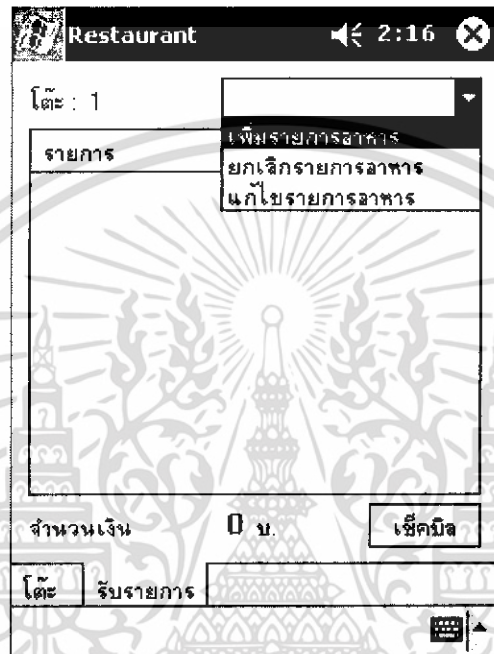 Restaurant 2:16
โต๊ะ : 1
รายการ
เพิ่มรายการอาหาร
ยกเลิกรายการอาหาร
แก้ไขรายการอาหาร
จำนวนเงิน 0 บ. เช็คบิล
โต๊ะ รับรายการ